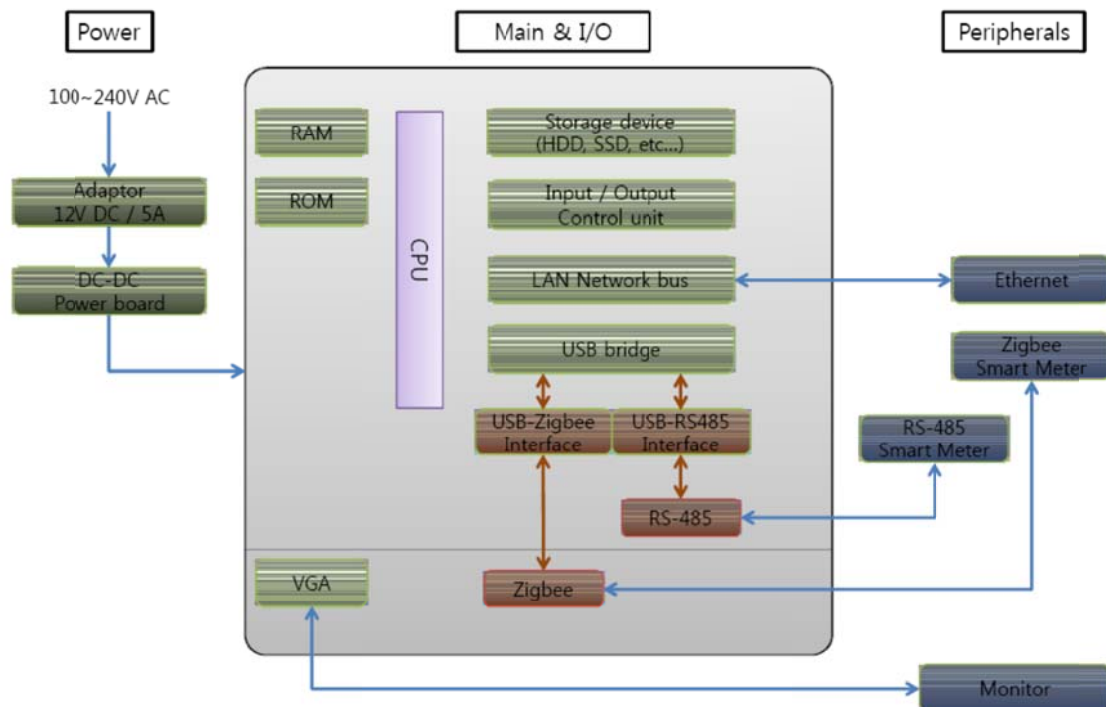 Power
Main & I/O
Peripherals
100~240V AC
Adaptor
12V DC / 5A
DC-DC
Power board
RAM
ROM
CPU
Storage device
(HDD, SSD, etc...)
Input / Output
Control unit
LAN Network bus
USB bridge
USB-Zigbee
Interface
USB-RS485
Interface
RS-485
VGA
Zigbee
Ethernet
Zigbee
Smart Meter
RS-485
Smart Meter
Monitor